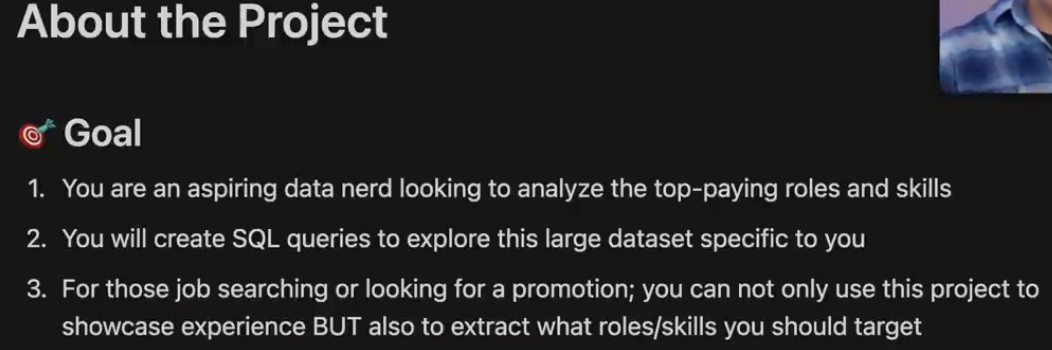 About the Project
🎯 Goal
1. You are an aspiring data nerd looking to analyze the top-paying roles and skills
2. You will create SQL queries to explore this large dataset specific to you
3. For those job searching or looking for a promotion; you can not only use this project to
showcase experience BUT also to extract what roles/skills you should target